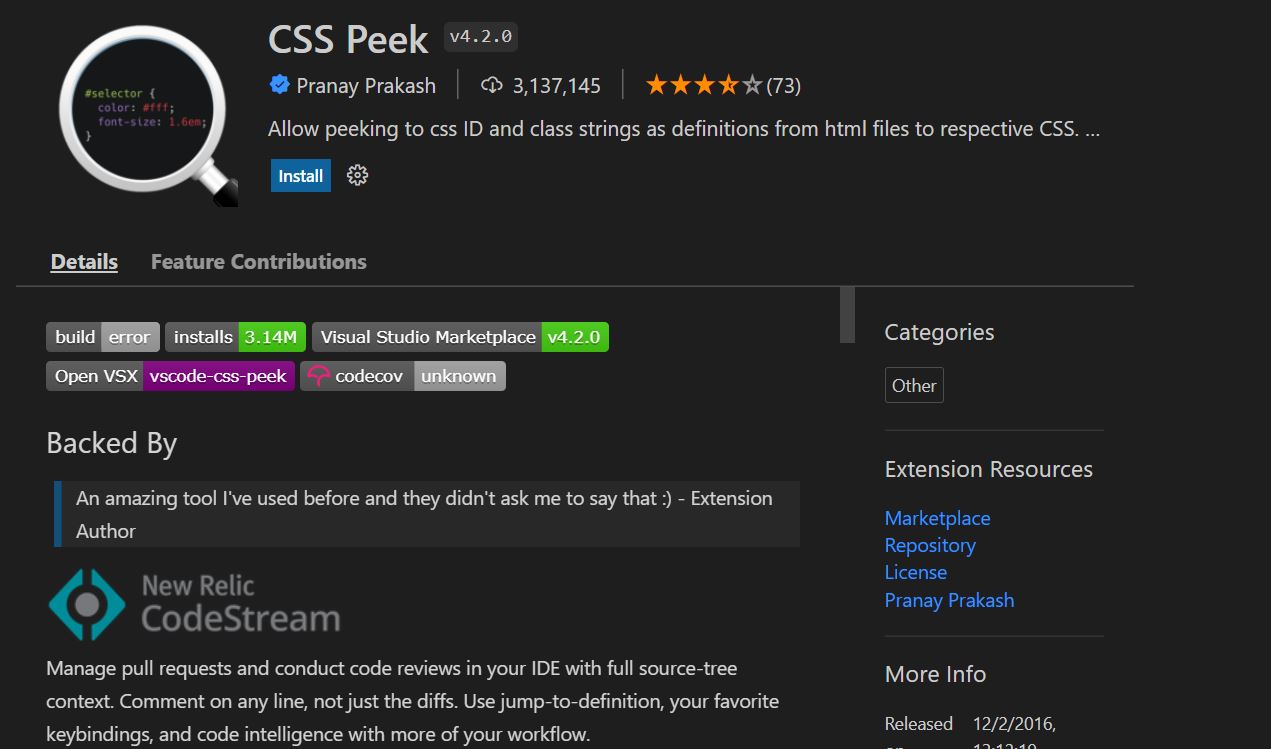 CSS Peek v4.2.0
#selector {
color: #fff;
font-size: 1.6em;
}
Pranay Prakash 3,137,145 (73)
Allow peeking to css ID and class strings as definitions from html files to respective CSS. ...
Install
Details Feature Contributions
build error installs 3.14M Visual Studio Marketplace v4.2.0
Open VSX vscode-css-peek codecov unknown
Backed By
An amazing tool I've used before and they didn't ask me to say that :) - Extension
Author
New Relic
CodeStream
Manage pull requests and conduct code reviews in your IDE with full source-tree
context. Comment on any line, not just the diffs. Use jump-to-definition, your favorite
keybindings, and code intelligence with more of your workflow.
Categories
Other
Extension Resources
Marketplace
Repository
License
Pranay Prakash
More Info
Released 12/2/2016,